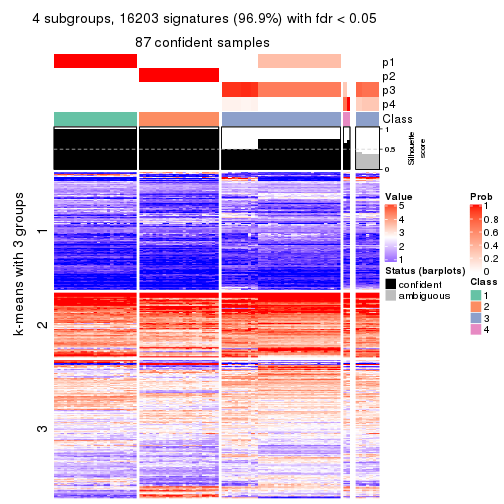 4 subgroups, 16203 signatures (96.9%) with fdr < 0.05
87 confident samples
p1
p2
p3
p4
Class
1
0.5
0
Silhouette
score
k-means with 3 groups
1
2
3
Value
5
4
3
2
1
Status (barplots)
confident
ambiguous
Prob
1
0.8
0.6
0.4
0.2
0
Class
1
2
3
4